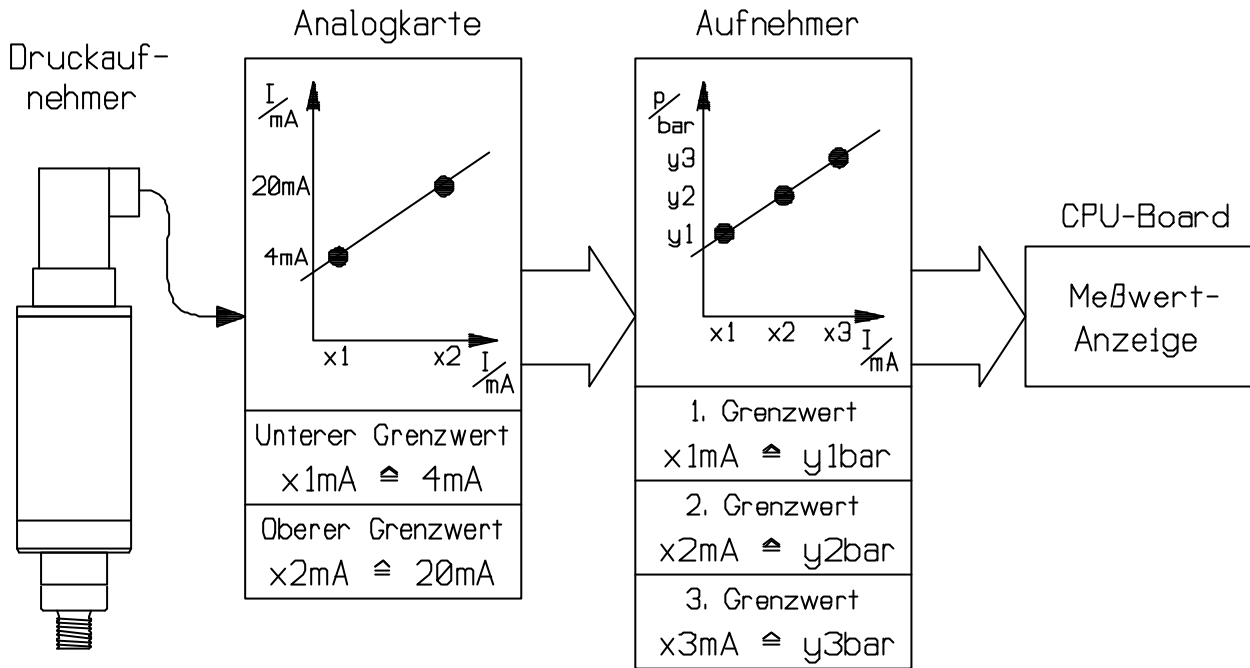 Druckauf-
nehmer
Analogkarte
I/mA
20mA
4mA
x1
x2
I/mA
Unterer Grenzwert
x1mA ≙ 4mA
Oberer Grenzwert
x2mA ≙ 20mA
Aufnehmer
p/bar
y3
y2
y1
x1
x2
x3
I/mA
1. Grenzwert
x1mA ≙ y1bar
2. Grenzwert
x2mA ≙ y2bar
3. Grenzwert
x3mA ≙ y3bar
CPU-Board
Meßwert-
Anzeige